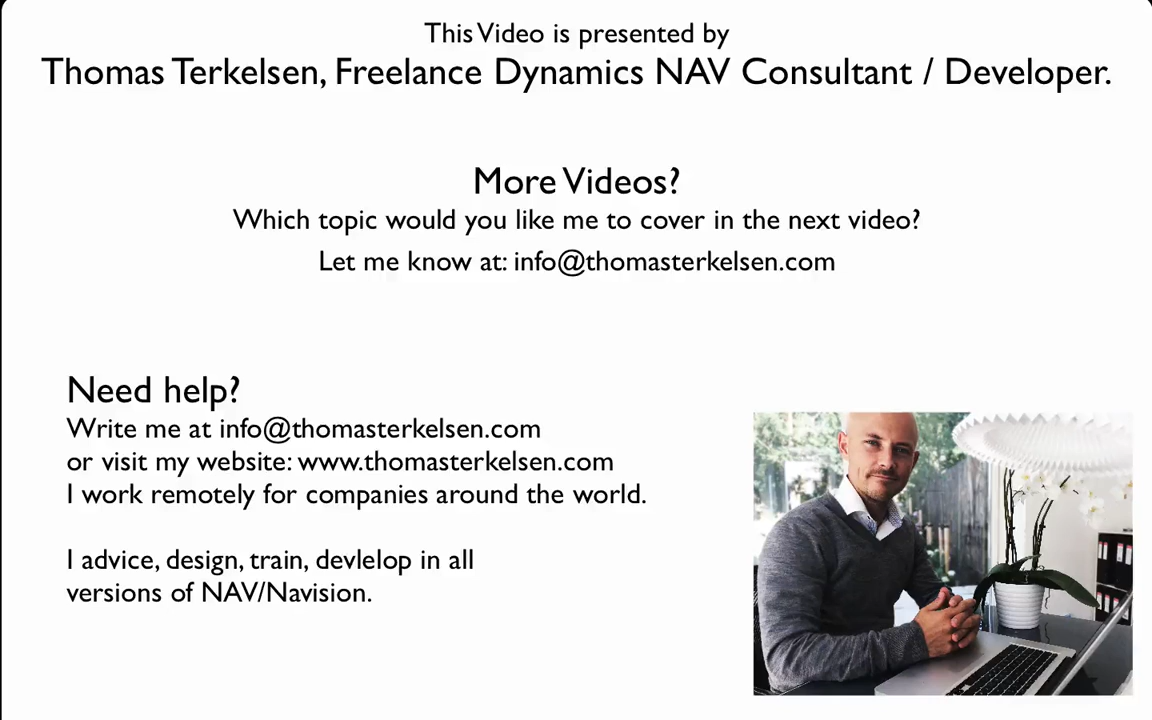 This Video is presented by
Thomas Terkelsen, Freelance Dynamics NAV Consultant / Developer.
More Videos?
Which topic would you like me to cover in the next video?
Let me know at: info@thomasterkelsen.com
Need help?
Write me at info@thomasterkelsen.com
or visit my website: www.thomasterkelsen.com
I work remotely for companies around the world.
I advice, design, train, devlelop in all
versions of NAV/Navision.